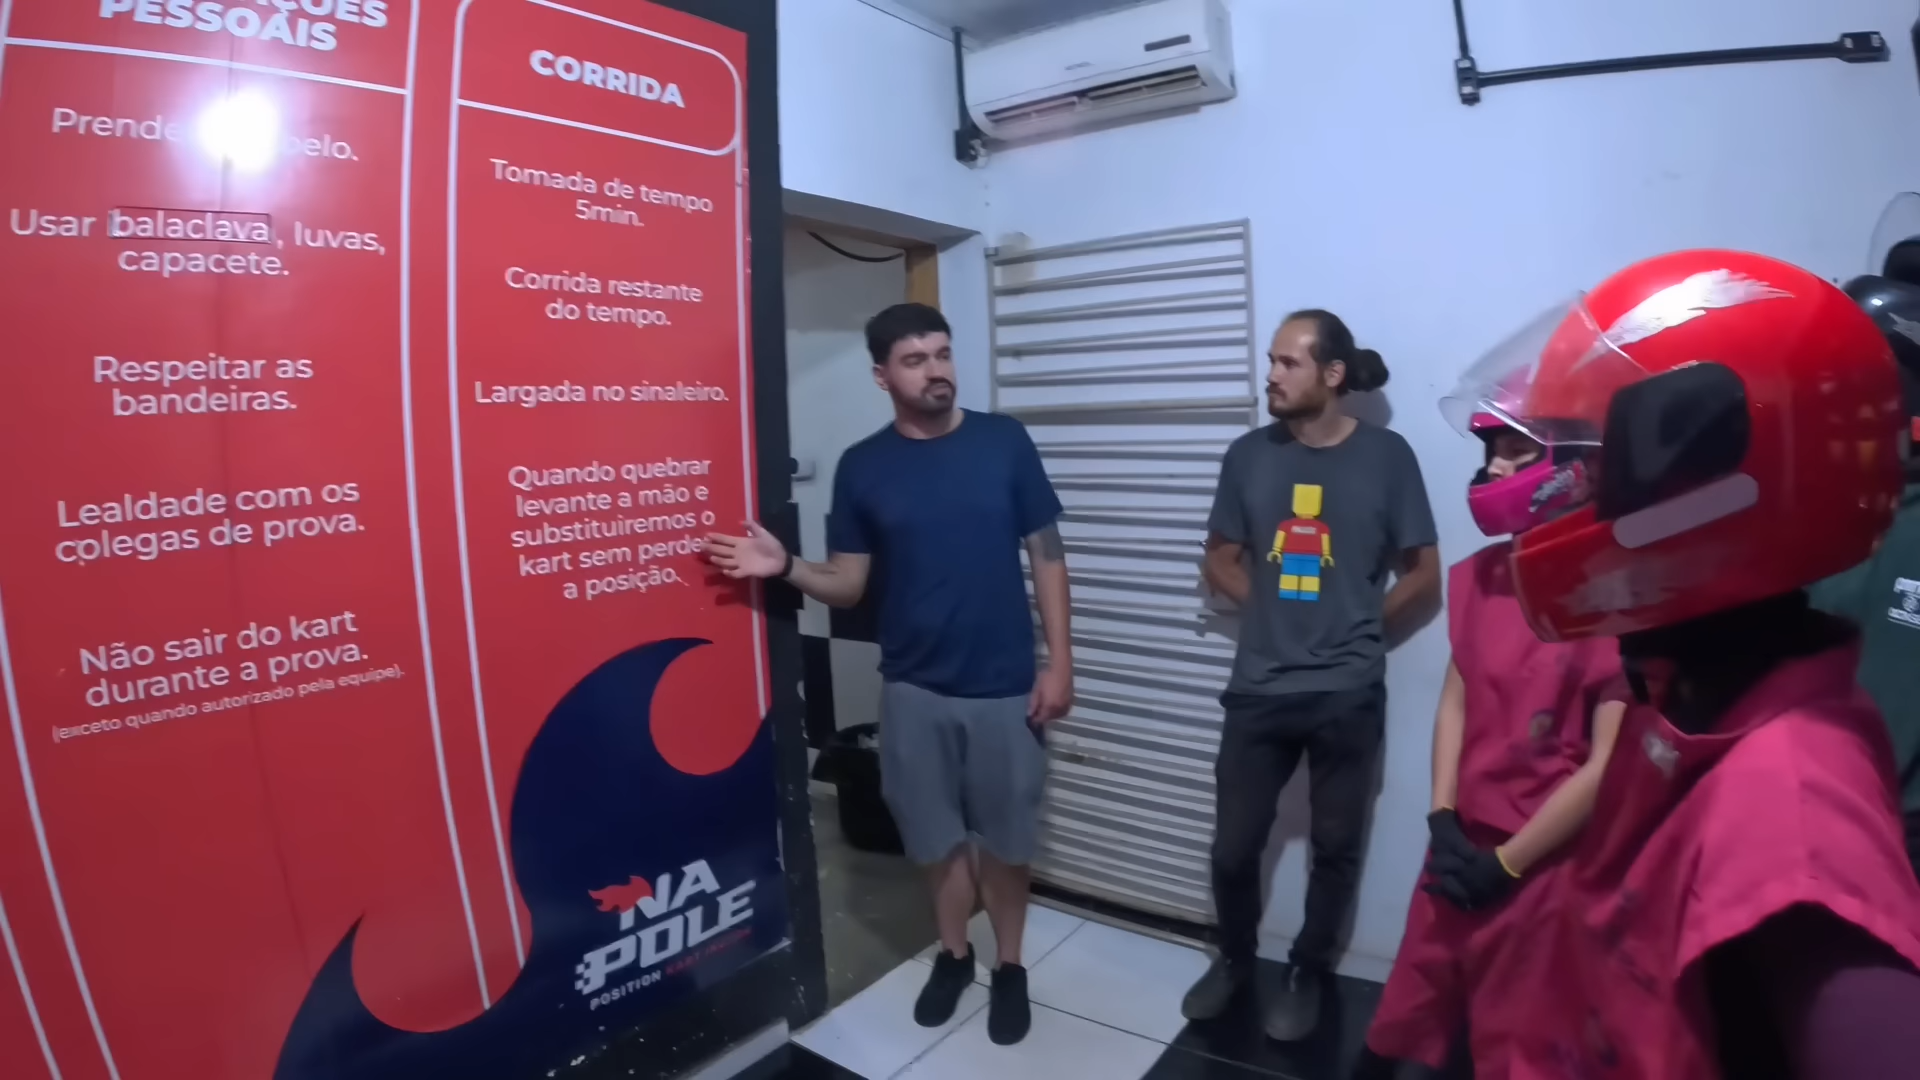 PESSOAIS
Usar balaclava, luvas,
capacete.
Respeitar as
bandeiras.
Lealdade com os
colegas de prova.
Não sair do kart
durante a prova.
(exceto quando autorizado pela equipe).
CORRIDA
Tomada de tempo
5min.
Corrida restante
do tempo.
Largada no sinaleiro.
Quando quebrar
levante a mão e
substituiremos o
kart sem perder
a posição.
NA
POLE
POSITION KART INDOOR